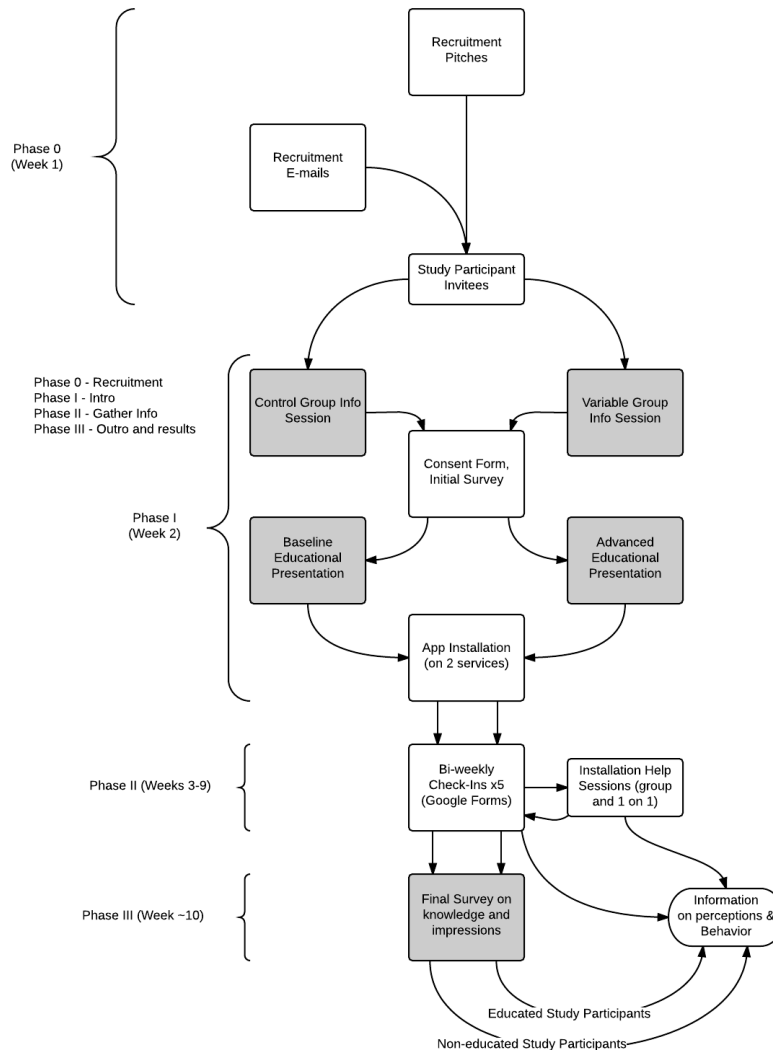 Recruitment
Pitches
Phase 0
(Week 1)
Recruitment
E-mails
Study Participant
Invitees
Phase 0 - Recruitment
Phase I - Intro
Phase II - Gather Info
Phase III - Outro and results
Control Group Info
Session
Variable Group
Info Session
Consent Form,
Initial Survey
Phase I
(Week 2)
Baseline
Educational
Presentation
Advanced
Educational
Presentation
App Installation
(on 2 services)
Phase II (Weeks 3-9)
Bi-weekly
Check-Ins x5
(Google Forms)
Installation Help
Sessions (group
and 1 on 1)
Phase III (Week ~10)
Final Survey on
knowledge and
impressions
Information
on perceptions &
Behavior
Educated Study Participants
Non-educated Study Participants